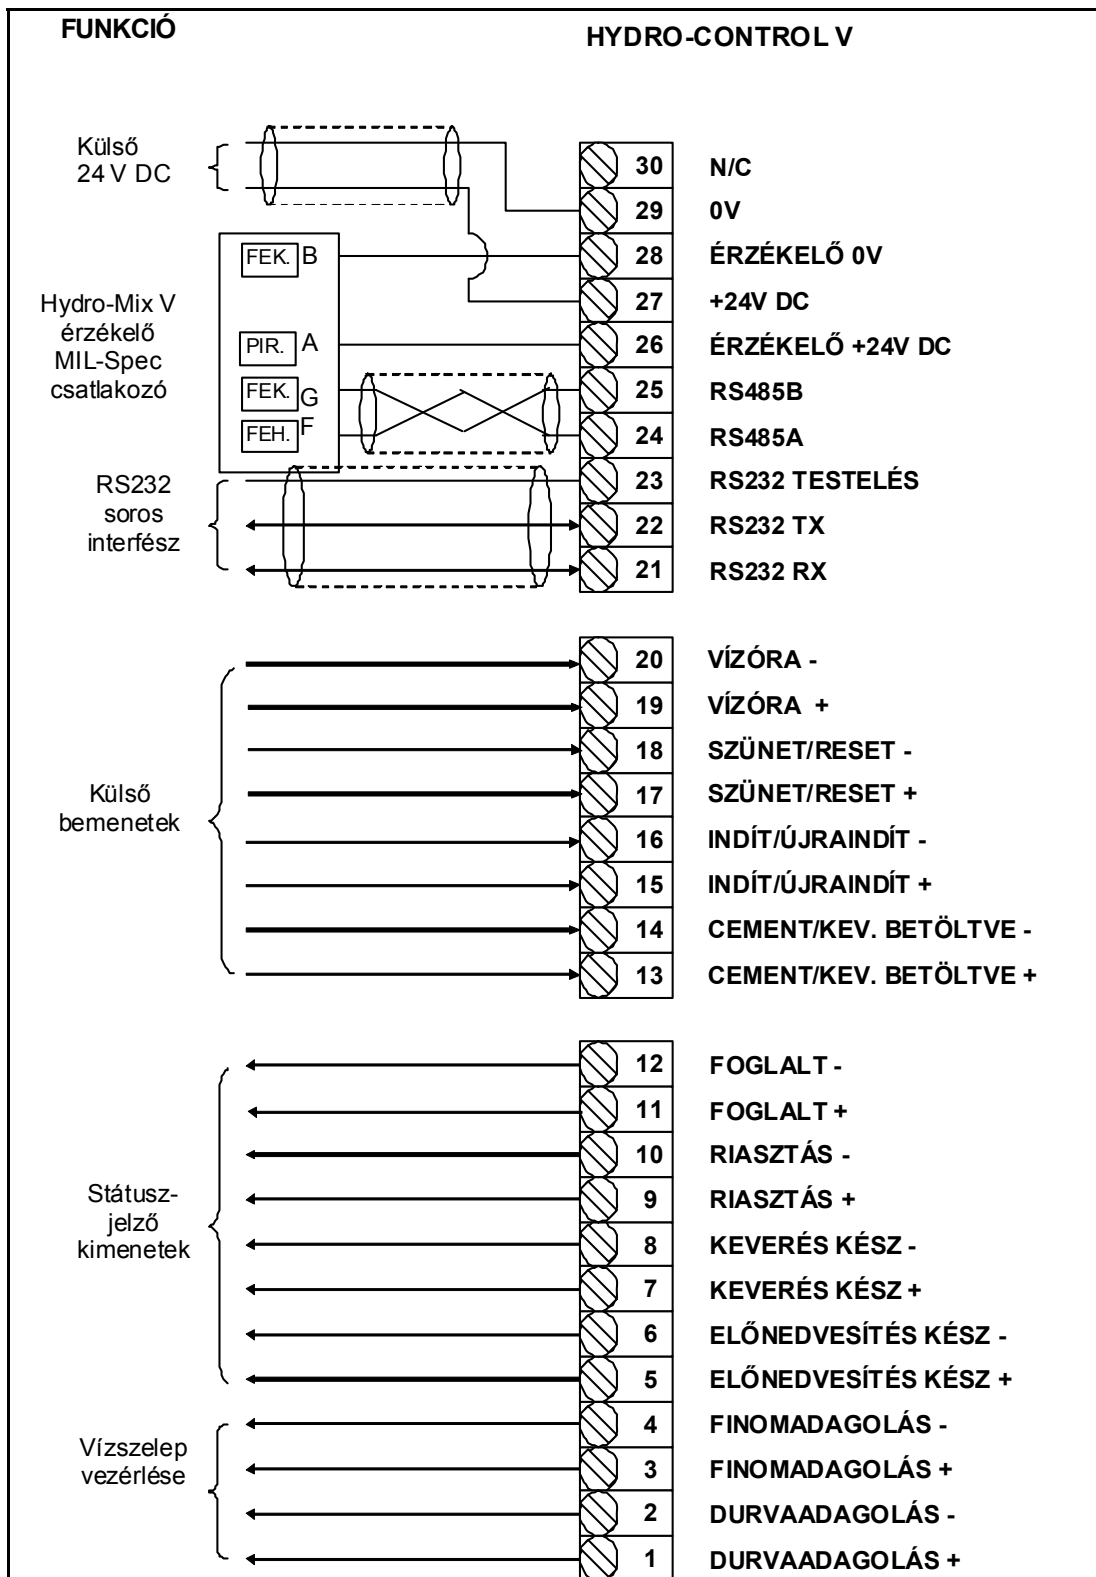 FUNKCIÓ
HYDRO-CONTROL V
Külső
24 V DC
30 N/C
29 0V
FEK. B
28 ÉRZÉKELŐ 0V
27 +24V DC
Hydro-Mix V
érzékelő
MIL-Spec
csatlakozó
PIR. A
26 ÉRZÉKELŐ +24V DC
FEK. G
25 RS485B
FEH. F
24 RS485A
RS232
soros
interfész
23 RS232 TESTELÉS
22 RS232 TX
21 RS232 RX
20 VÍZÓRA -
19 VÍZÓRA +
18 SZÜNET/RESET -
17 SZÜNET/RESET +
Külső
bemenetek
16 INDÍT/ÚJRAINDÍT -
15 INDÍT/ÚJRAINDÍT +
14 CEMENT/KEV. BETÖLTVE -
13 CEMENT/KEV. BETÖLTVE +
12 FOGLALT -
11 FOGLALT +
10 RIASZTÁS -
9 RIASZTÁS +
Státusz-
jelző
kimenetek
8 KEVERÉS KÉSZ -
7 KEVERÉS KÉSZ +
6 ELŐNEDVESÍTÉS KÉSZ -
5 ELŐNEDVESÍTÉS KÉSZ +
4 FINOMADAGOLÁS -
Vízszelep
vezérlése
3 FINOMADAGOLÁS +
2 DURVAADAGOLÁS -
1 DURVAADAGOLÁS +